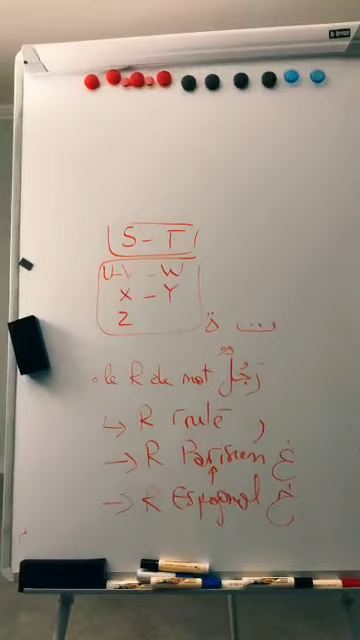 S - T
U-V - W
X - Y
Z
ة ت
. le R de mot رَجُلٌ
↳ R roulé ر
→ R Parisien غ
→ R Espagnol خ